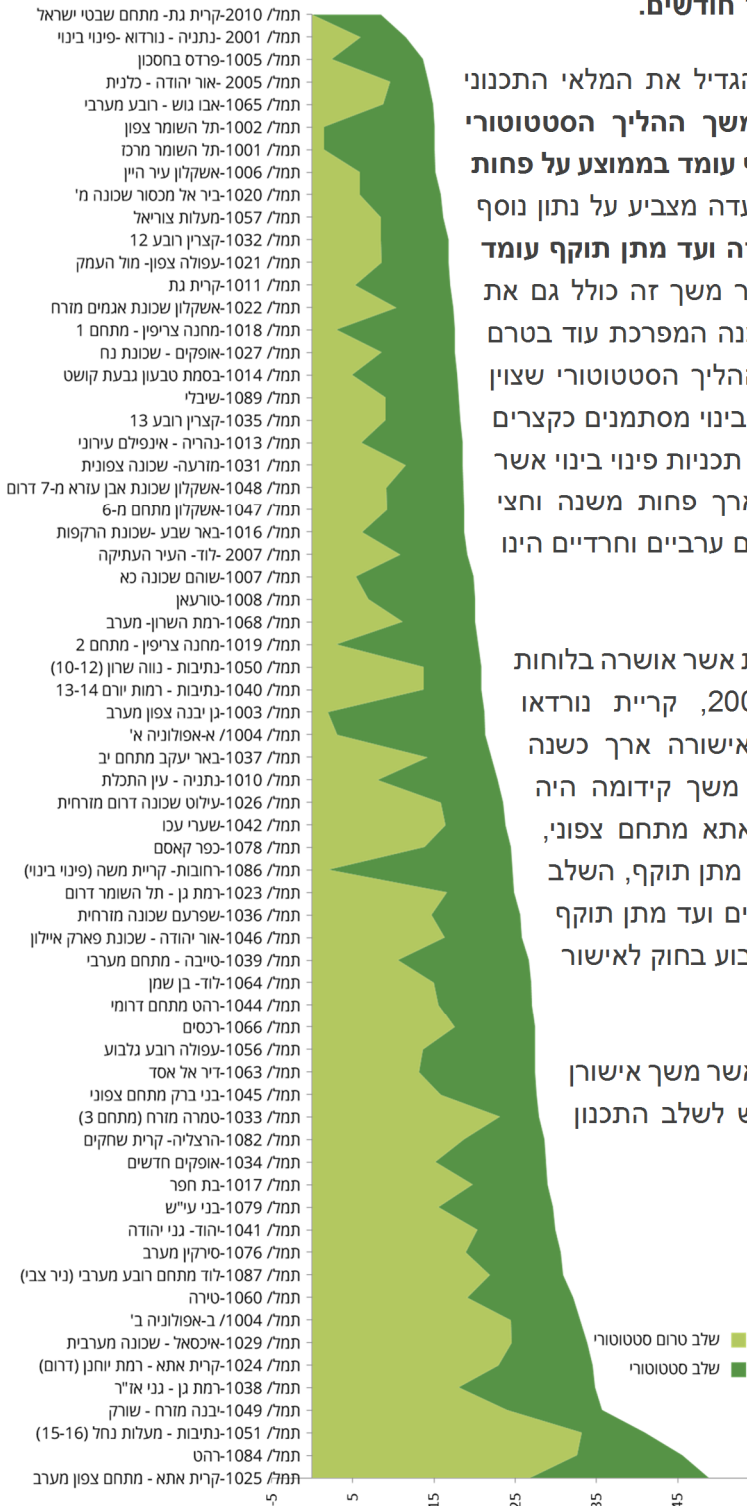 חודשים.
הגדיל את המלאי התכנוני
משך ההליך הסטטוטורי
עומד בממוצע על פחות
עדה מצביע על נתון נוסף
ועד מתן תוקף עומד
משך זה כולל גם את
המפרכת עוד בטרם
ההליך הסטטוטורי שצוין
בינוי מסתמנים כקצרים
תכניות פינוי בינוי אשר
ארך פחות משנה וחצי
ערביים וחרדיים הינו
אשר אושרה בלוחות
קריית נורדאו
אישורה ארך כשנה
משך קידומה היה
אתא מתחם צפוני,
מתן תוקף, השלב
ועד מתן תוקף
בחוק לאישור
אשר משך אישורן
לשלב התכנון
תמל/ 2010-קרית גת- מתחם שבטי ישראל
תמל/ 2001 -נתניה - נורדוא -פינוי בינוי
תמל/ 1005-פרדס בחסכון
תמל/ 2005 -אור יהודה - כלנית
תמל/ 1065-אבו גוש - רובע מערבי
תמל/ 1002-תל השומר צפון
תמל/ 1001-תל השומר מרכז
תמל/ 1006-אשקלון עיר היין
תמל/ 1020-ביר אל מכסור שכונה מ'
תמל/ 1057-מעלות צוריאל
תמל/ 1032-קצרין רובע 12
תמל/ 1021-עפולה צפון- מול העמק
תמל/ 1011-קרית גת
תמל/ 1022-אשקלון שכונת אגמים מזרח
תמל/ 1018-מחנה צריפין - מתחם 1
תמל/ 1027-אופקים - שכונת נח
תמל/ 1014-בסמת טבעון גבעת קושט
תמל/ 1089-שיבלי
תמל/ 1035-קצרין רובע 13
תמל/ 1013-נהריה - אינפילם עירוני
תמל/ 1031-מזרעה- שכונה צפונית
תמל/ 1048-אשקלון שכונת אבן עזרא מ-7 דרום
תמל/ 1047-אשקלון מתחם מ-6
תמל/ 1016-באר שבע -שכונת הרקפות
תמל/ 2007 -לוד- העיר העתיקה
תמל/ 1007-שוהם שכונה כא
תמל/ 1008-טורעאן
תמל/ 1068-רמת השרון- מערב
תמל/ 1019-מחנה צריפין - מתחם 2
תמל/ 1050-נתיבות - נווה שרון (10-12)
תמל/ 1040-נתיבות - רמות יורם 13-14
תמל/ 1003-גן יבנה צפון מערב
תמל/ 1004/ א-אפולוניה א'
תמל/ 1037-באר יעקב מתחם יב
תמל/ 1010-נתניה - עין התכלת
תמל/ 1026-עילוט שכונה דרום מזרחית
תמל/ 1042-שערי עכו
תמל/ 1078-כפר קאסם
תמל/ 1086-רחובות- קריית משה (פינוי בינוי)
תמל/ 1023-רמת גן - תל השומר דרום
תמל/ 1036-שפרעם שכונה מזרחית
תמל/ 1046-אור יהודה - שכונת פארק איילון
תמל/ 1039-טייבה - מתחם מערבי
תמל/ 1064-לוד- בן שמן
תמל/ 1044-רהט מתחם דרומי
תמל/ 1066-רכסים
תמל/ 1056-עפולה רובע גלבוע
תמל/ 1063-דיר אל אסד
תמל/ 1045-בני ברק מתחם צפוני
תמל/ 1033-טמרה מזרח (מתחם 3)
תמל/ 1082-הרצליה- קרית שחקים
תמל/ 1034-אופקים חדשים
תמל/ 1017-בת חפר
תמל/ 1079-בני עי"ש
תמל/ 1041-יהוד- גני יהודה
תמל/ 1076-סירקין מערב
תמל/ 1087-לוד מתחם רובע מערבי (ניר צבי)
תמל/ 1060-טירה
תמל/ 1004/ ב-אפולוניה ב'
תמל/ 1029-איכסאל - שכונה מערבית
תמל/ 1024-קרית אתא - רמת יוחנן (דרום)
תמל/ 1038-רמת גן - גני אז"ר
תמל/ 1049-יבנה מזרח - שורק
תמל/ 1051-נתיבות - מעלות נחל (15-16)
תמל/ 1084-רהט
תמל/ 1025-קרית אתא - מתחם צפון מערב
שלב טרום סטטוטורי
שלב סטטוטורי
-5 5 15 25 35 45